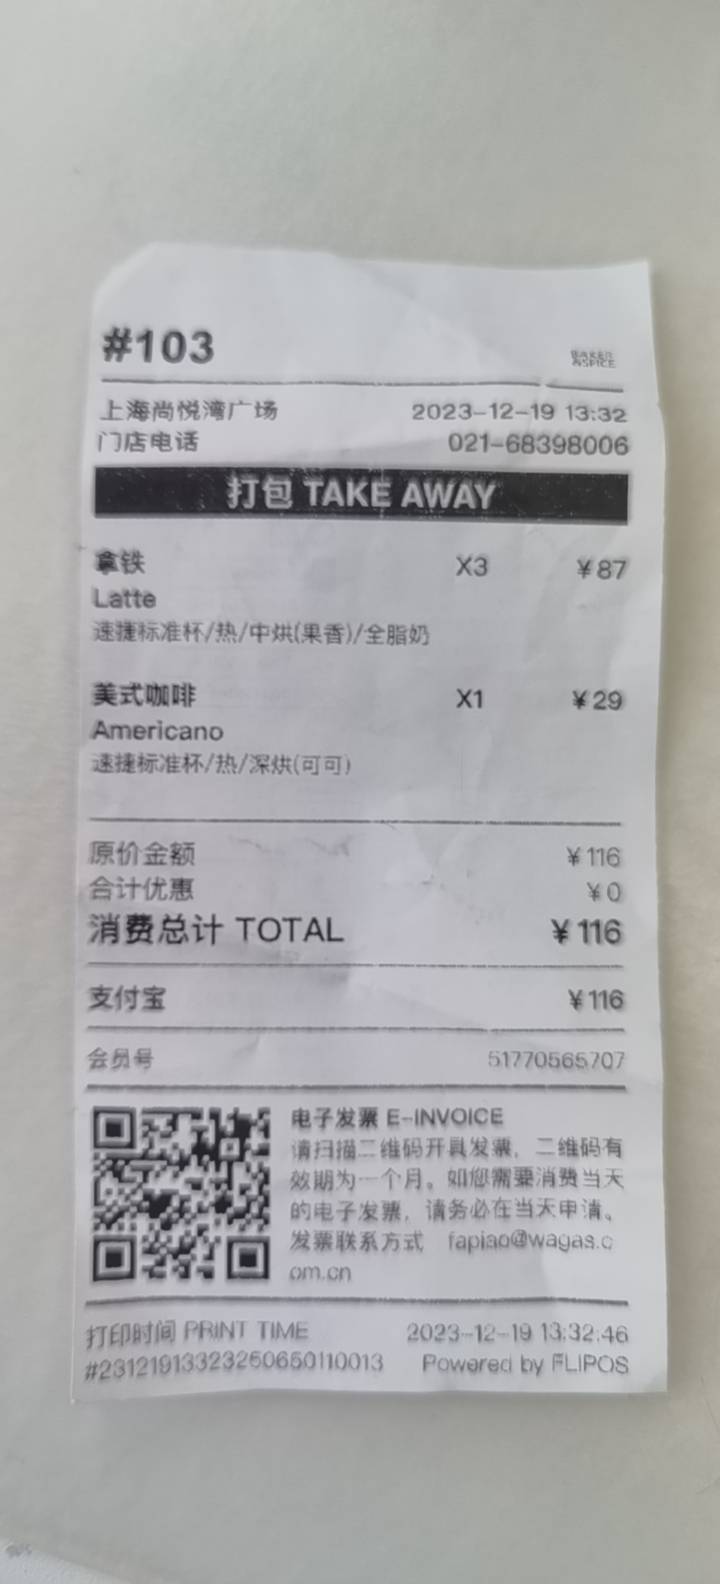 #103
BAKER
&SPICE
上海尚悦湾广场 2023-12-19 13:32
门店电话 021-68398006
打包 TAKE AWAY
拿铁 X3 ¥87
Latte
速捷标准杯/热/中烘(果香)/全脂奶
美式咖啡 X1 ¥29
Americano
速捷标准杯/热/深烘(可可)
原价金额 ¥116
合计优惠 ¥0
消费总计 TOTAL ¥116
支付宝 ¥116
会员号 51770565707
电子发票 E-INVOICE
请扫描二维码开具发票，二维码有
效期为一个月。如您需要消费当天
的电子发票，请务必在当天申请。
发票联系方式 fapiao@wagas.c
om.cn
打印时间 PRINT TIME 2023-12-19 13:32:46
#231219133232506501​10013 Powered by FLIPOS